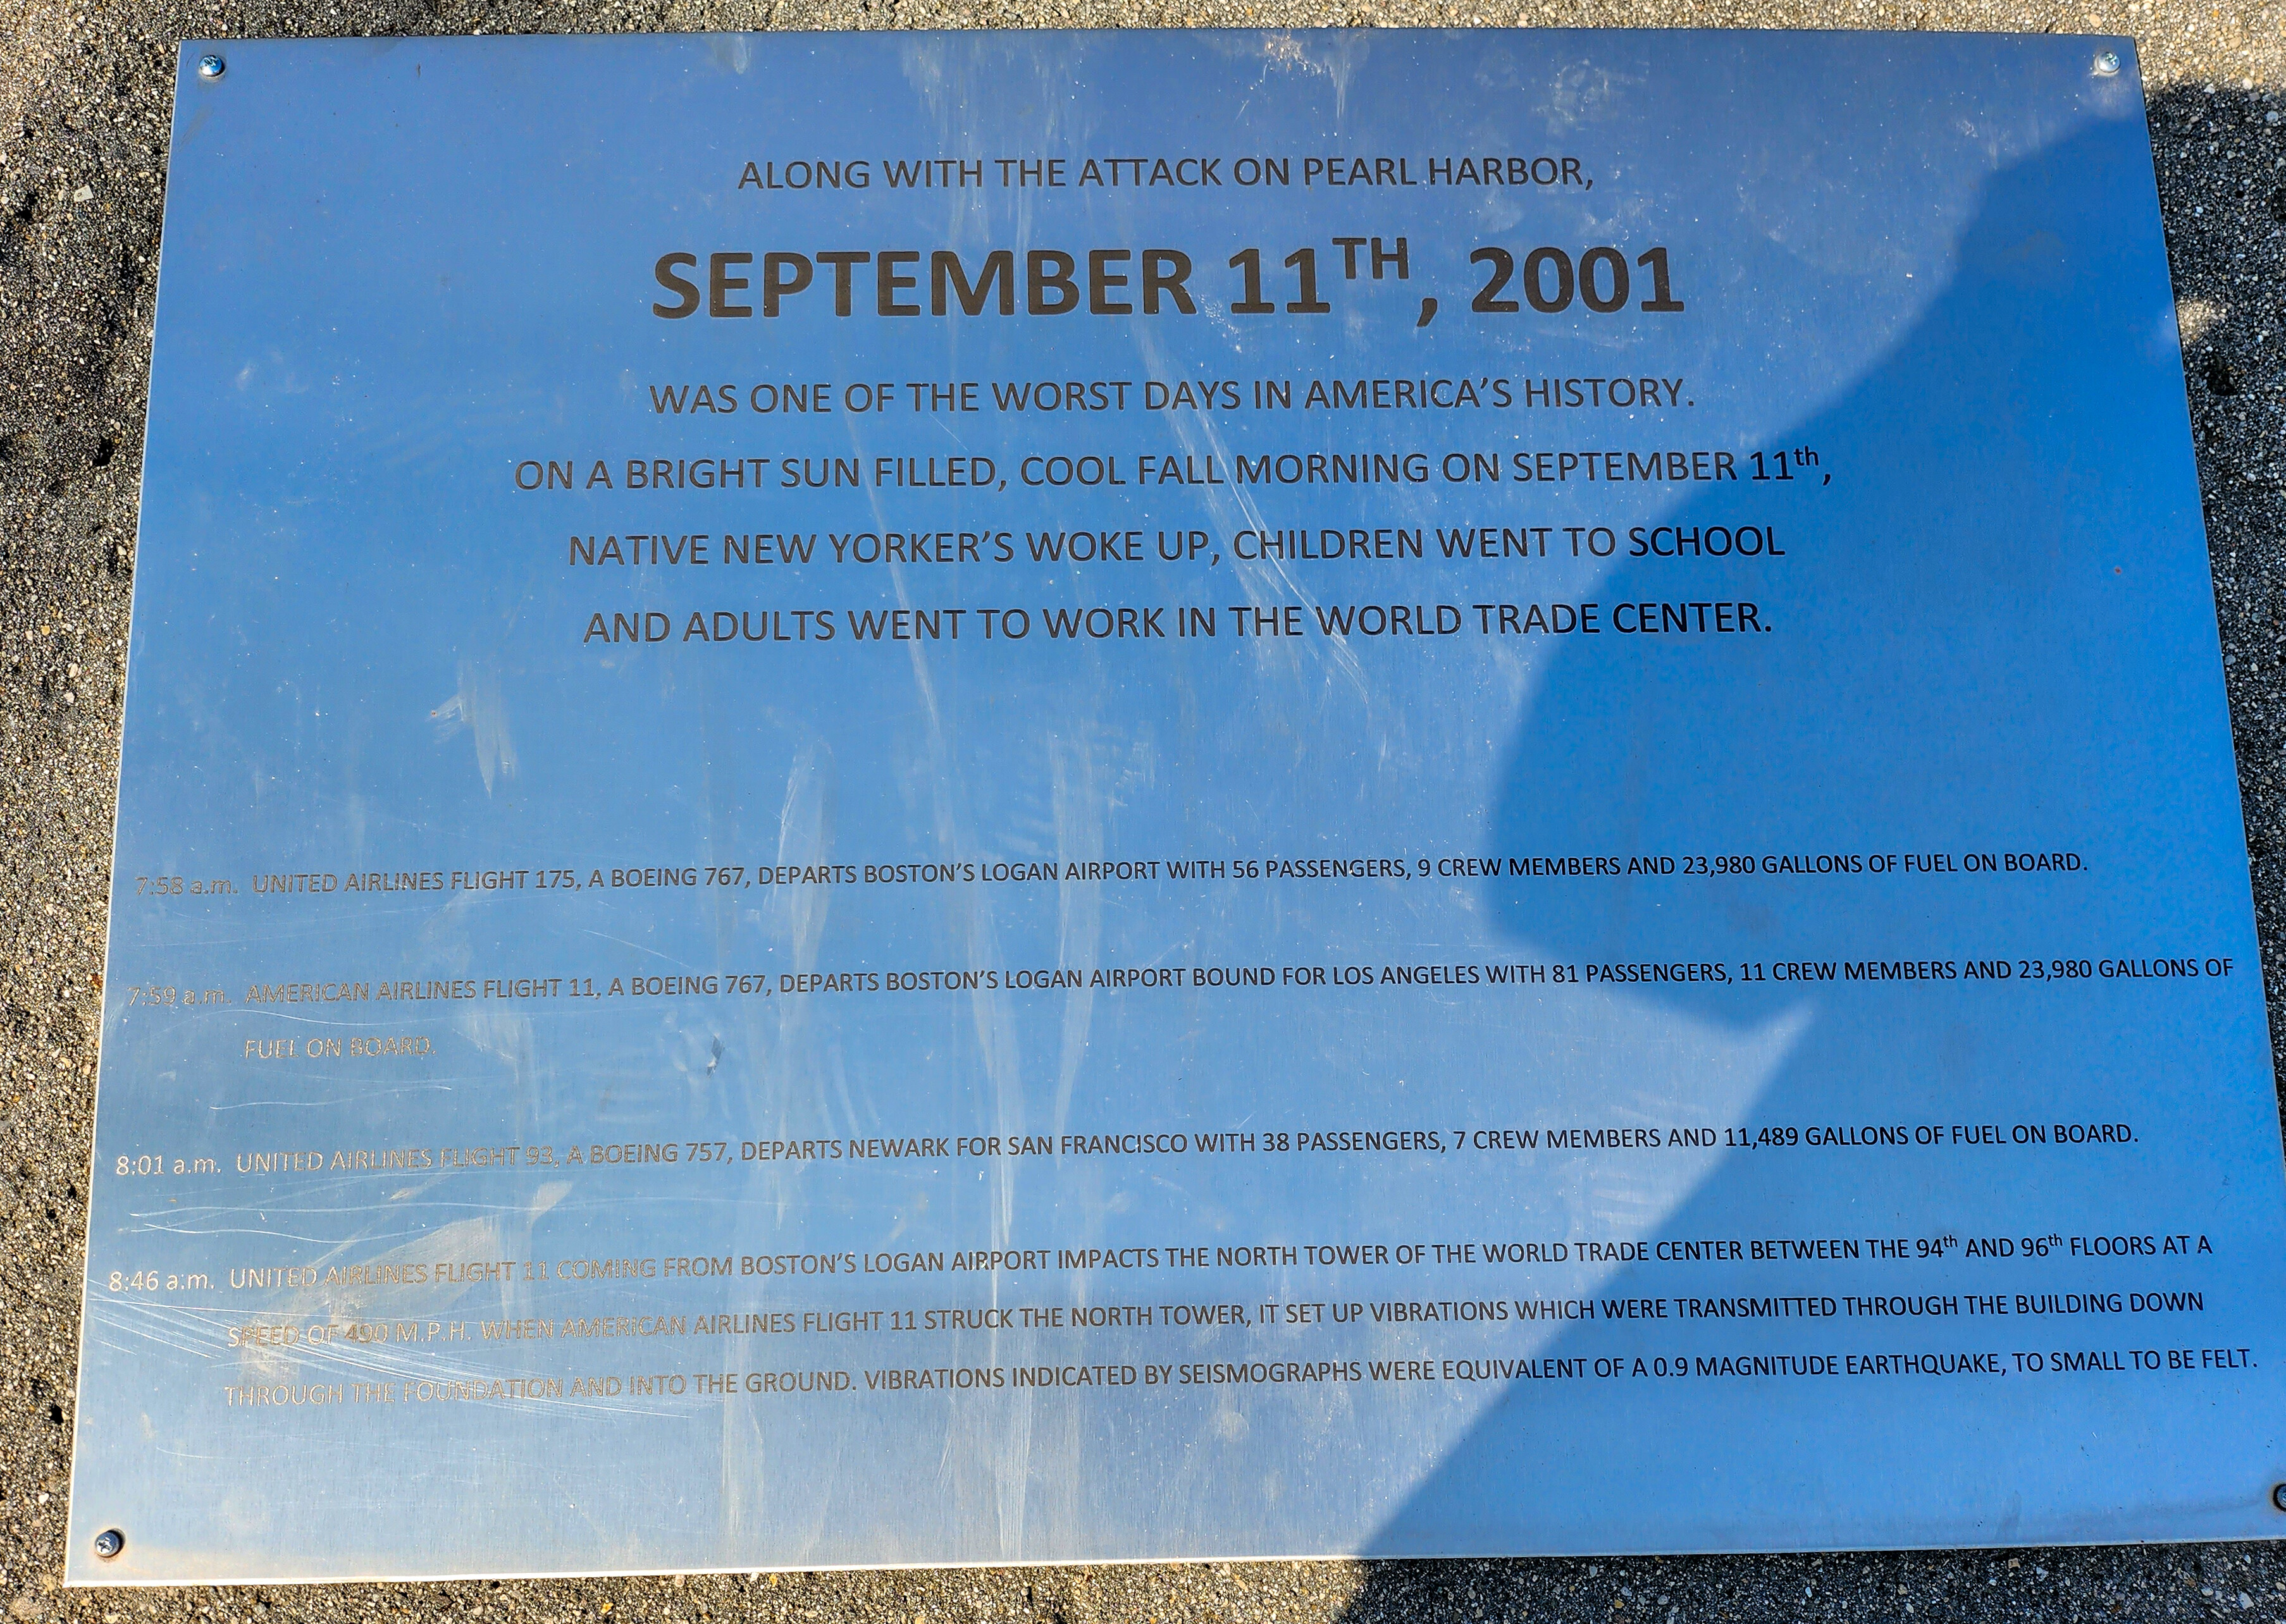 ALONG WITH THE ATTACK ON PEARL HARBOR,
SEPTEMBER 11TH, 2001
WAS ONE OF THE WORST DAYS IN AMERICA'S HISTORY.
ON A BRIGHT SUN FILLED, COOL FALL MORNING ON SEPTEMBER 11th,
NATIVE NEW YORKER'S WOKE UP, CHILDREN WENT TO SCHOOL
AND ADULTS WENT TO WORK IN THE WORLD TRADE CENTER.
7:58 a.m. UNITED AIRLINES FLIGHT 175, A BOEING 767, DEPARTS BOSTON'S LOGAN AIRPORT WITH 56 PASSENGERS, 9 CREW MEMBERS AND 23,980 GALLONS OF FUEL ON BOARD.
7:59 a.m. AMERICAN AIRLINES FLIGHT 11, A BOEING 767, DEPARTS BOSTON'S LOGAN AIRPORT BOUND FOR LOS ANGELES WITH 81 PASSENGERS, 11 CREW MEMBERS AND 23,980 GALLONS OF
FUEL ON BOARD.
8:01 a.m. UNITED AIRLINES FLIGHT 93, A BOEING 757, DEPARTS NEWARK FOR SAN FRANCISCO WITH 38 PASSENGERS, 7 CREW MEMBERS AND 11,489 GALLONS OF FUEL ON BOARD.
8:46 a.m. UNITED AIRLINES FLIGHT 11 COMING FROM BOSTON'S LOGAN AIRPORT IMPACTS THE NORTH TOWER OF THE WORLD TRADE CENTER BETWEEN THE 94th AND 96th FLOORS AT A
SPEED OF 490 M.P.H. WHEN AMERICAN AIRLINES FLIGHT 11 STRUCK THE NORTH TOWER, IT SET UP VIBRATIONS WHICH WERE TRANSMITTED THROUGH THE BUILDING DOWN
THROUGH THE FOUNDATION AND INTO THE GROUND. VIBRATIONS INDICATED BY SEISMOGRAPHS WERE EQUIVALENT OF A 0.9 MAGNITUDE EARTHQUAKE, TO SMALL TO BE FELT.